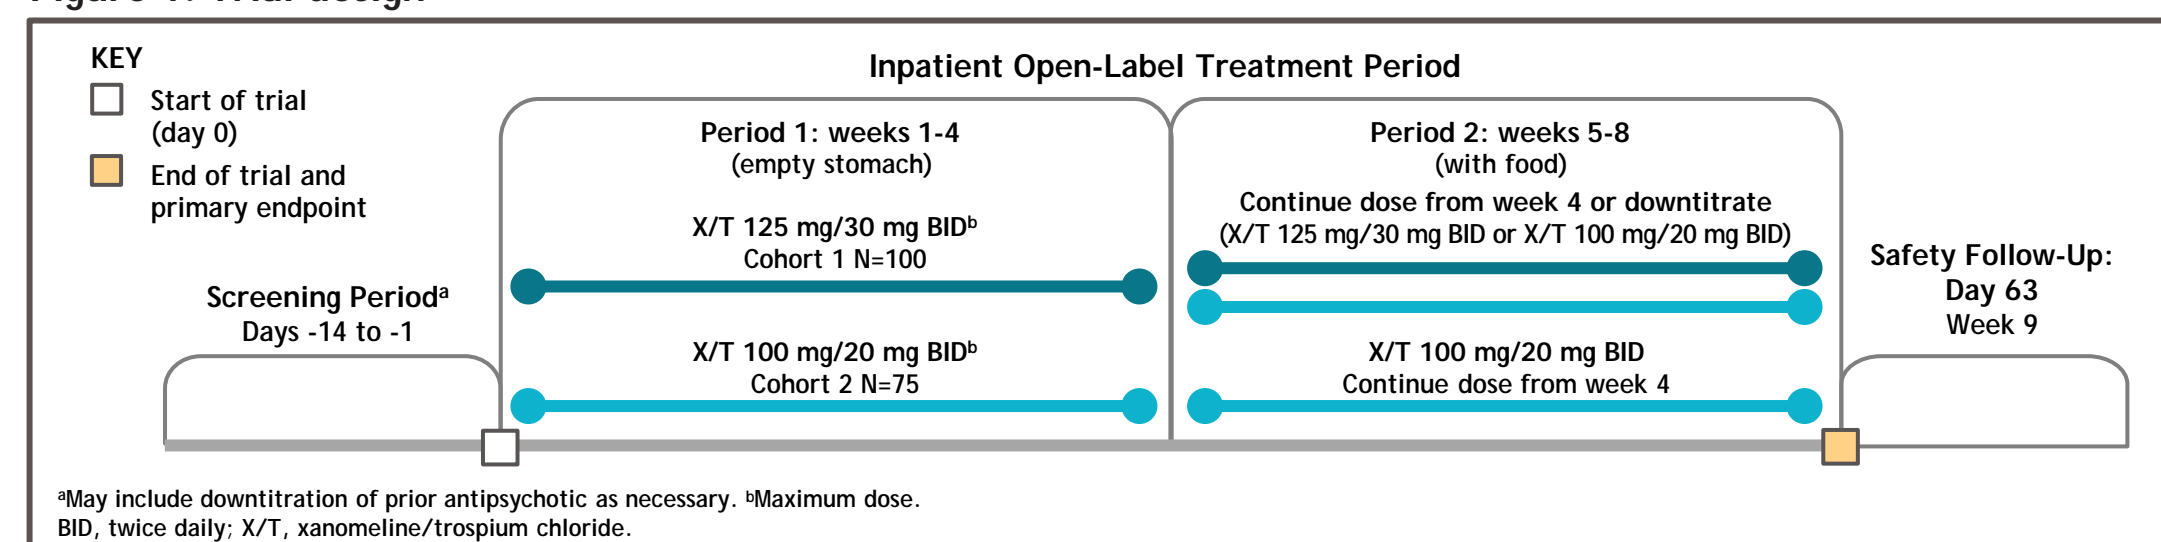 Figure 1. Trial design
KEY
Start of trial
(day 0)
End of trial and
primary endpoint
Inpatient Open-Label Treatment Period
Period 1: weeks 1-4
(empty stomach)
X/T 125 mg/30 mg BIDᵇ
Cohort 1 N=100
X/T 100 mg/20 mg BIDᵇ
Cohort 2 N=75
Period 2: weeks 5-8
(with food)
Continue dose from week 4 or downtitrate
(X/T 125 mg/30 mg BID or X/T 100 mg/20 mg BID)
X/T 100 mg/20 mg BID
Continue dose from week 4
Screening Periodᵃ
Days -14 to -1
Safety Follow-Up:
Day 63
Week 9
ᵃMay include downtitration of prior antipsychotic as necessary. ᵇMaximum dose.
BID, twice daily; X/T, xanomeline/trospium chloride.